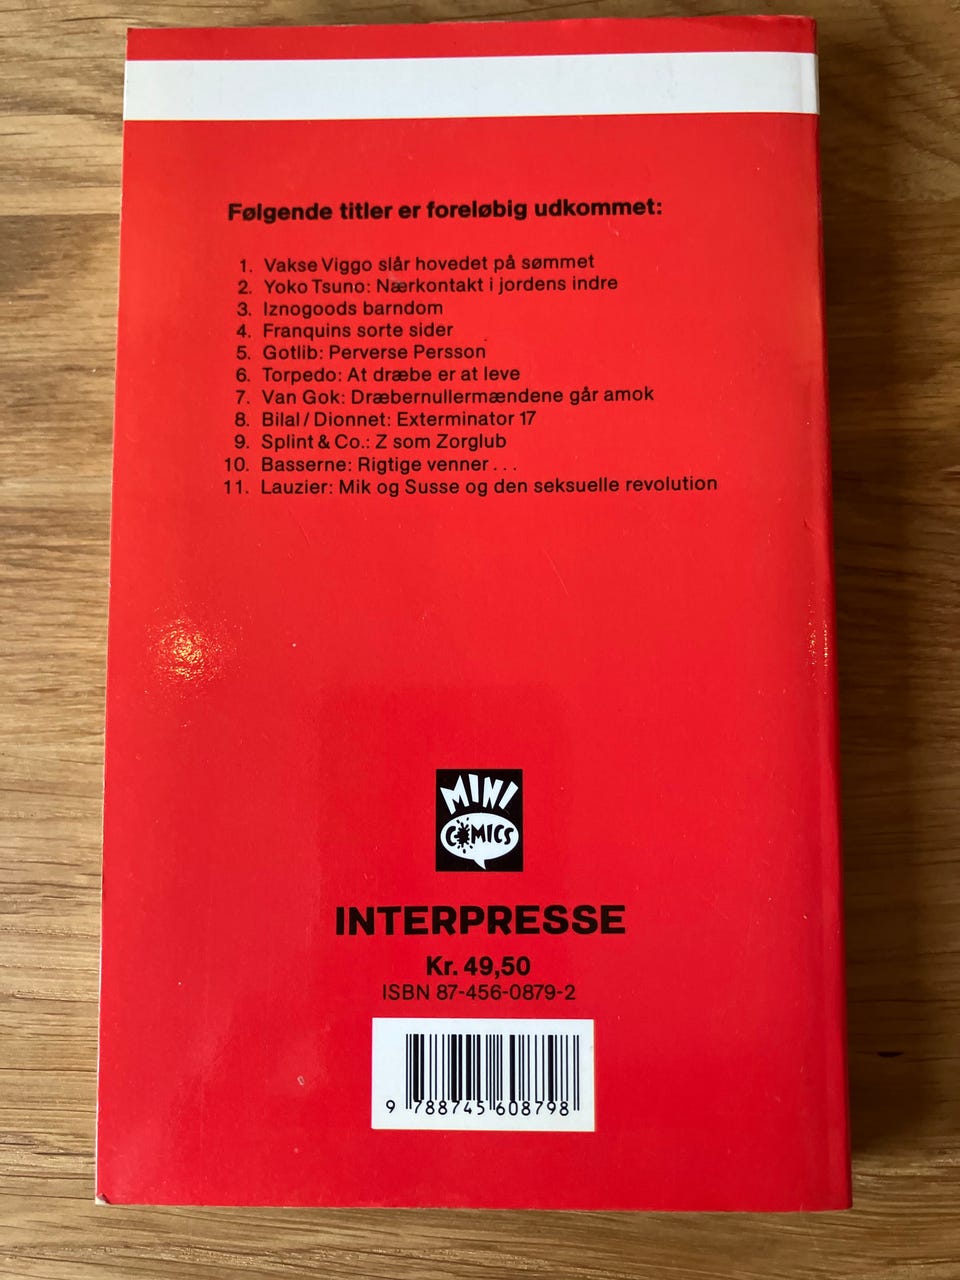 Følgende titler er foreløbig udkommet:
1. Vakse Viggo slår hovedet på sømmet
2. Yoko Tsuno: Nærkontakt i jordens indre
3. Iznogoods barndom
4. Franquins sorte sider
5. Gotlib: Perverse Persson
6. Torpedo: At dræbe er at leve
7. Van Gok: Dræbernullermændene går amok
8. Bilal/Dionnet: Exterminator 17
9. Splint & Co.: Z som Zorglub
10. Basserne: Rigtige venner...
11. Lauzier: Mik og Susse og den seksuelle revolution
MINI
COMICS
INTERPRESSE
Kr. 49,50
ISBN 87-456-0879-2
9 788745 608798